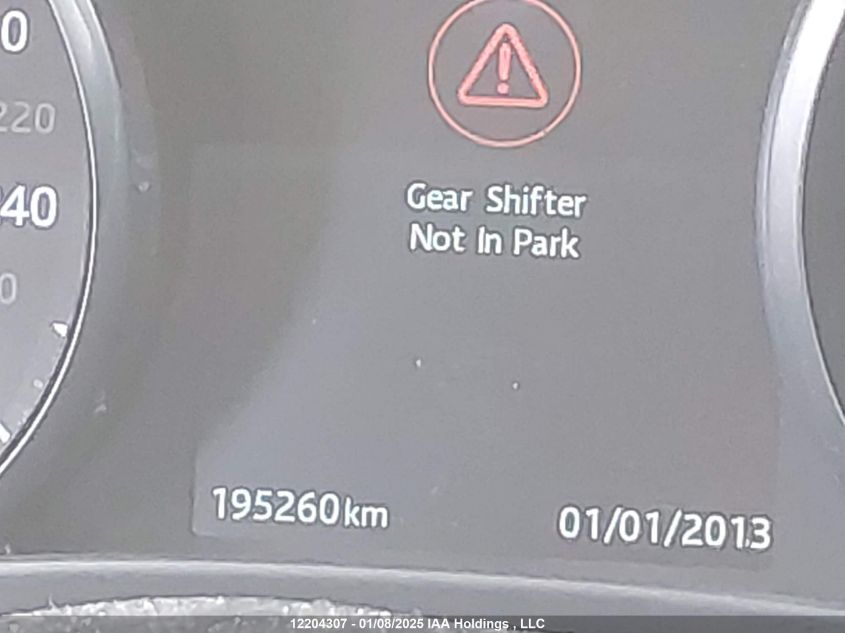 0
220
40
0
Gear Shifter
Not In Park
195260km
01/01/2013
12204307 - 01/08/2025 IAA Holdings , LLC